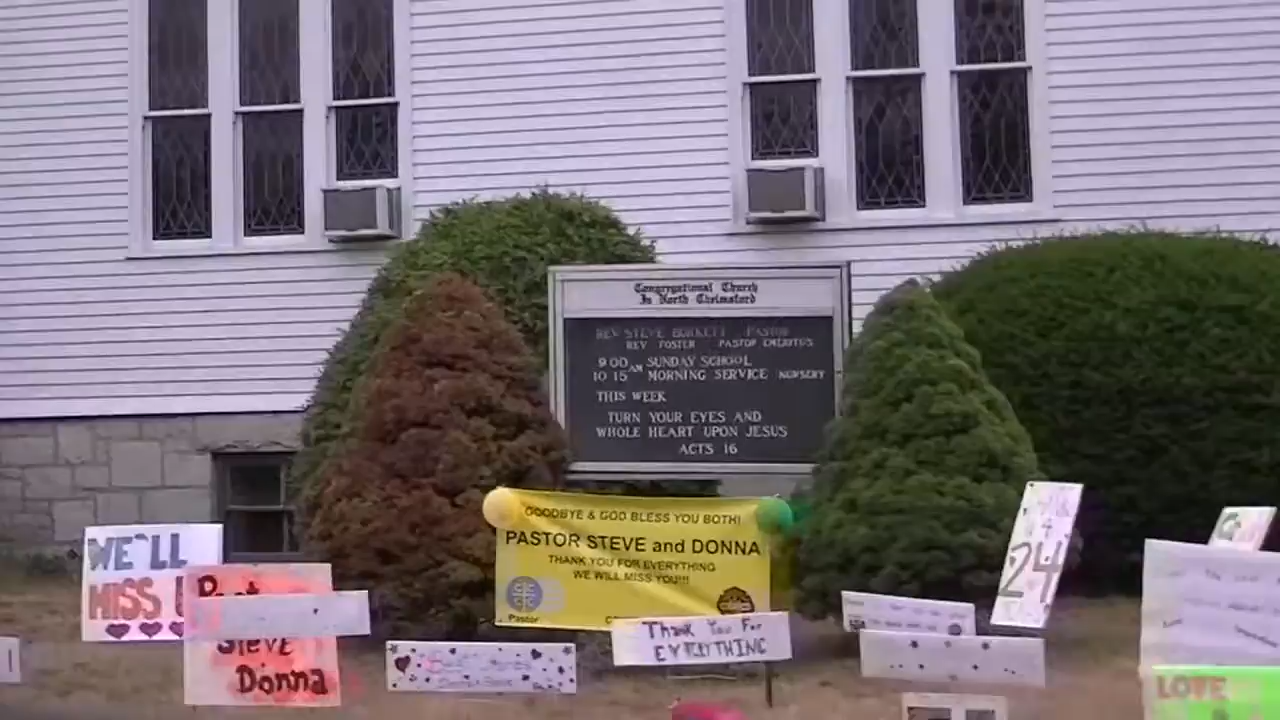 Congregational Church
In North Chelmsford
REV STEVE BURKETT PASTOR
REV FOSTER PASTOR EMERITUS
9 00 AM SUNDAY SCHOOL
10 15 MORNING SERVICE NURSERY
THIS WEEK
TURN YOUR EYES AND
WHOLE HEART UPON JESUS
ACTS 16
GOODBYE & GOD BLESS YOU BOTH!
PASTOR STEVE and DONNA
THANK YOU FOR EVERYTHING
WE WILL MISS YOU!!!
Pastor
WE'LL
MISS
Steve
Donna
Thank You For
EVERYTHING
24
LOVE